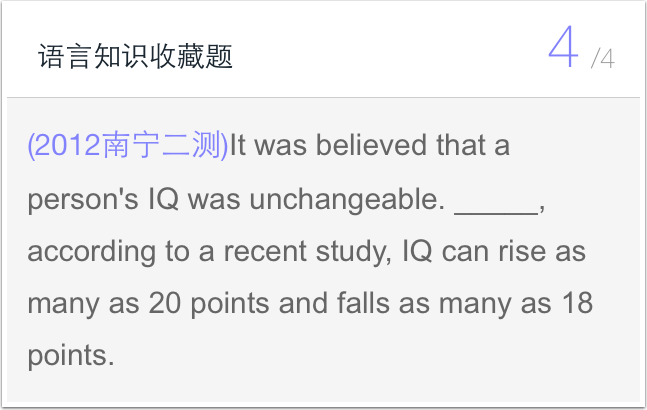 语言知识收藏题
4 /4
(2012南宁二测)It was believed that a
person's IQ was unchangeable. _____,
according to a recent study, IQ can rise as
many as 20 points and falls as many as 18
points.